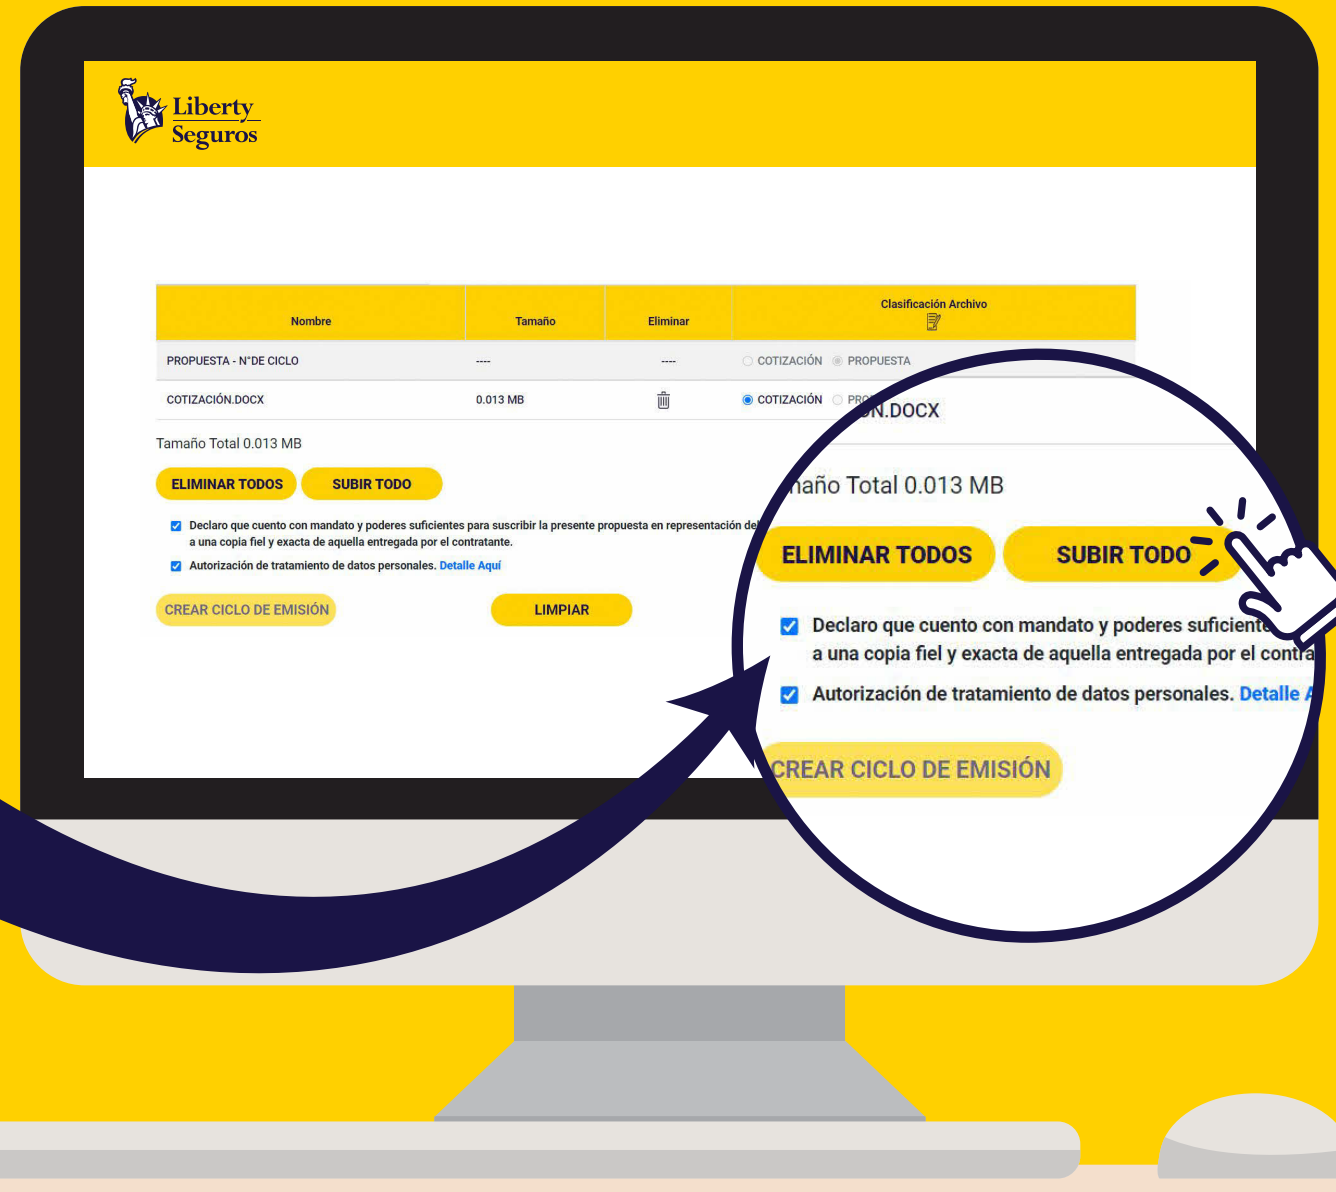 Liberty
Seguros
Nombre
Tamaño
Eliminar
Clasificación Archivo
PROPUESTA - N°DE CICLO
----
----
COTIZACIÓN
PROPUESTA
COTIZACIÓN.DOCX
0.013 MB
COTIZACIÓN
Tamaño Total 0.013 MB
ELIMINAR TODOS
SUBIR TODO
Declaro que cuento con mandato y poderes suficientes para suscribir la presente propuesta en representación
a una copia fiel y exacta de aquella entregada por el contratante.
Autorización de tratamiento de datos personales. Detalle Aquí
CREAR CICLO DE EMISIÓN
LIMPIAR
N.DOCX
maño Total 0.013 MB
ELIMINAR TODOS
SUBIR TODO
Declaro que cuento con mandato y poderes suficiente
a una copia fiel y exacta de aquella entregada por el contra
Autorización de tratamiento de datos personales. Detalle A
CREAR CICLO DE EMISIÓN